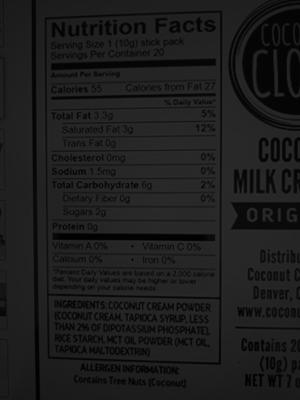 Nutrition Facts
Serving Size 1 (10g) stick pack
Servings Per Container 20
Amount Per Serving
Calories 55 Calories from Fat 27
% Daily Value*
Total Fat 3.3g 5%
Saturated Fat 3g 12%
Trans Fat 0g
Cholesterol 0mg 0%
Sodium 1.5mg 0%
Total Carbohydrate 6g 2%
Dietary Fiber 0g 0%
Sugars 2g
Protein 0g
Vitamin A 0% • Vitamin C 0%
Calcium 0% • Iron 0%
*Percent Daily Values are based on a 2,000 calorie
diet. Your daily values may be higher or lower
depending on your calorie needs.
INGREDIENTS: COCONUT CREAM POWDER
(COCONUT CREAM, TAPIOCA SYRUP, LESS
THAN 2% OF DIPOTASSIUM PHOSPHATE),
RICE STARCH, MCT OIL POWDER (MCT OIL,
TAPIOCA MALTODEXTRIN)
ALLERGEN INFORMATION:
Contains Tree Nuts (Coconut)
COCO
CLO
COCO
MILK CR
ORIG
Distrib
Coconut C
Denver, C
www.cocon
Contains 20
(10g) p
NET WT 7